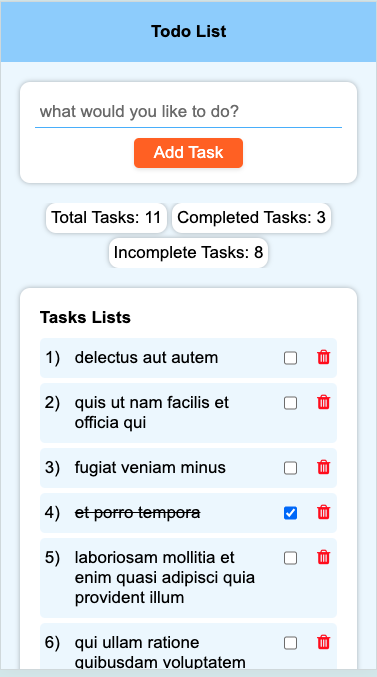 Todo List
what would you like to do?
Add Task
Total Tasks: 11 Completed Tasks: 3
Incomplete Tasks: 8
Tasks Lists
1) delectus aut autem
2) quis ut nam facilis et
officia qui
3) fugiat veniam minus
4) et porro tempora
5) laboriosam mollitia et
enim quasi adipisci quia
provident illum
6) qui ullam ratione
quibusdam voluptatem